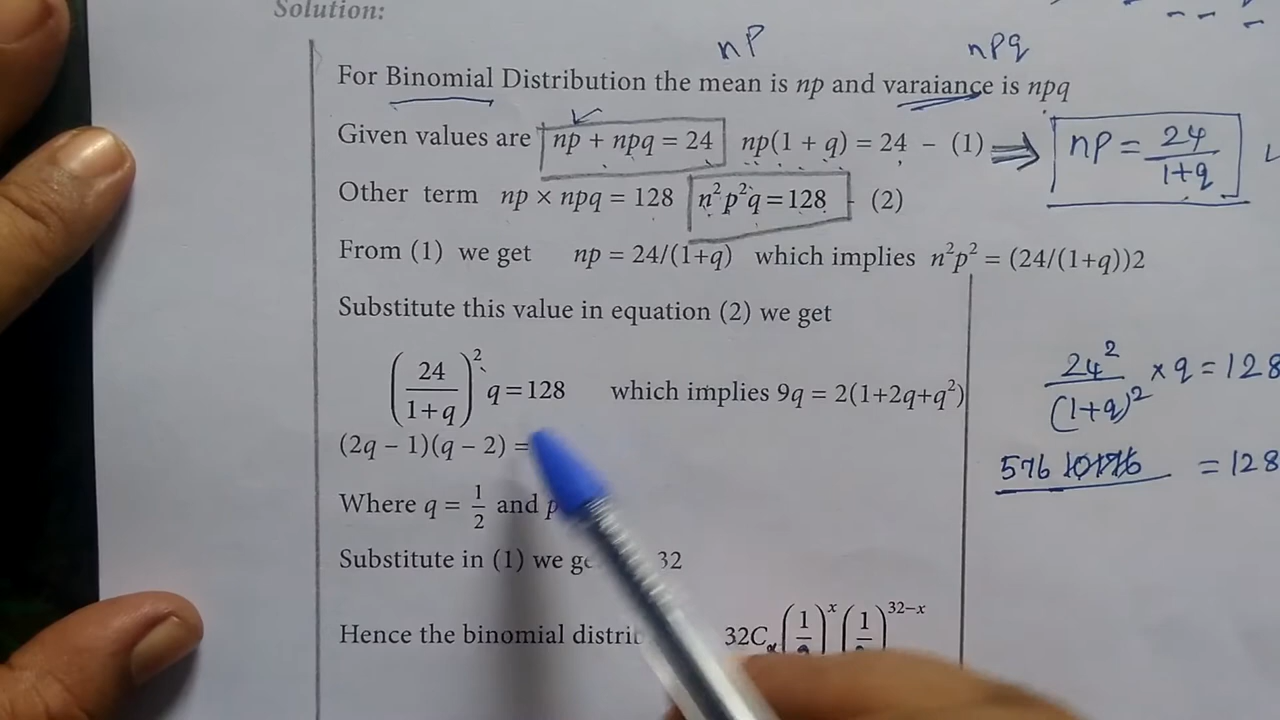 Solution:
nP nPq
For Binomial Distribution the mean is np and varaiance is npq
Given values are np + npq = 24 np(1 + q) = 24 - (1) ⇒ nP = 24/(1+q)
Other term np × npq = 128 n²p²q=128 (2)
From (1) we get np = 24/(1+q) which implies n²p² = (24/(1+q))2
Substitute this value in equation (2) we get
(24/(1+q))² q=128 which implies 9q = 2(1+2q+q²)
24²/(1+q)² × q = 128
(2q – 1)(q – 2) =
576 = 128
Where q = 1/2 and p
Substitute in (1) we ge 32
Hence the binomial distri 32Cₓ(1/)ˣ(1/)³²⁻ˣ